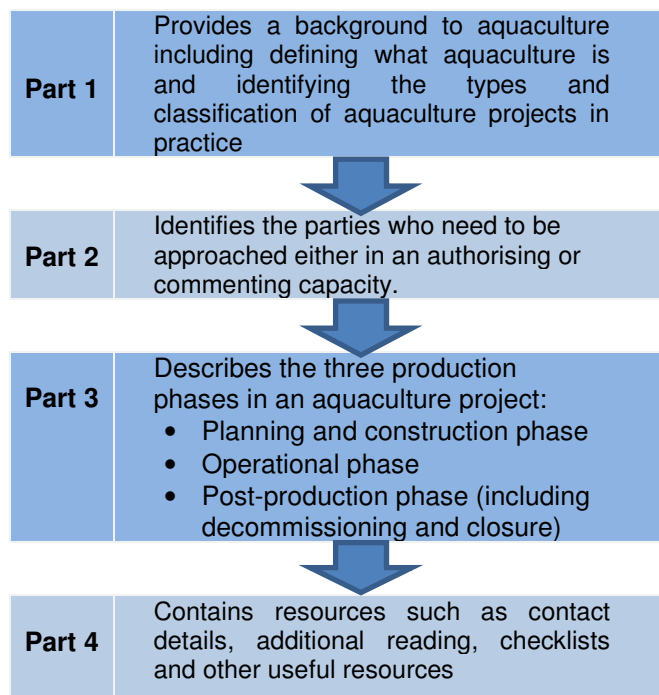 Part 1
Provides a background to aquaculture
including defining what aquaculture is
and identifying the types and
classification of aquaculture projects in
practice
Part 2
Identifies the parties who need to be
approached either in an authorising or
commenting capacity.
Part 3
Describes the three production
phases in an aquaculture project:
• Planning and construction phase
• Operational phase
• Post-production phase (including
decommissioning and closure)
Part 4
Contains resources such as contact
details, additional reading, checklists
and other useful resources